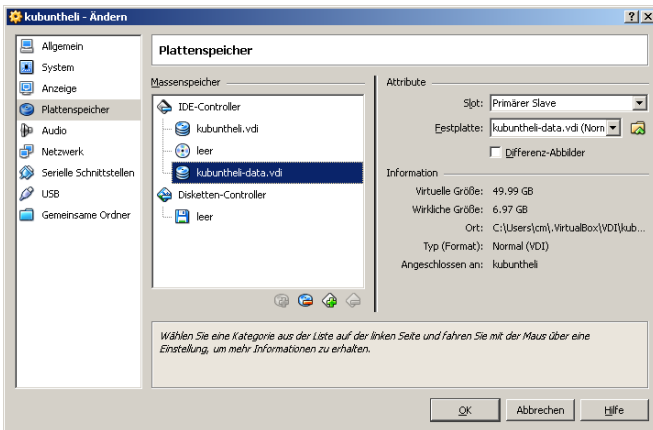 kubuntheli - Ändern
Allgemein
System
Anzeige
Plattenspeicher
Audio
Netzwerk
Serielle Schnittstellen
USB
Gemeinsame Ordner
Plattenspeicher
Massenspeicher
IDE-Controller
kubuntheli.vdi
leer
kubuntheli-data.vdi
Disketten-Controller
leer
Attribute
Slot: Primärer Slave
Festplatte: kubuntheli-data.vdi (Norn
Differenz-Abbilder
Information
Virtuelle Größe: 49.99 GB
Wirkliche Größe: 6.97 GB
Ort: C:\Users\cm\.VirtualBox\VDI\kub...
Typ (Format): Normal (VDI)
Angeschlossen an: kubuntheli
Wählen Sie eine Kategorie aus der Liste auf der linken Seite und fahren Sie mit der Maus über eine
Einstellung, um mehr Informationen zu erhalten.
OK Abbrechen Hilfe